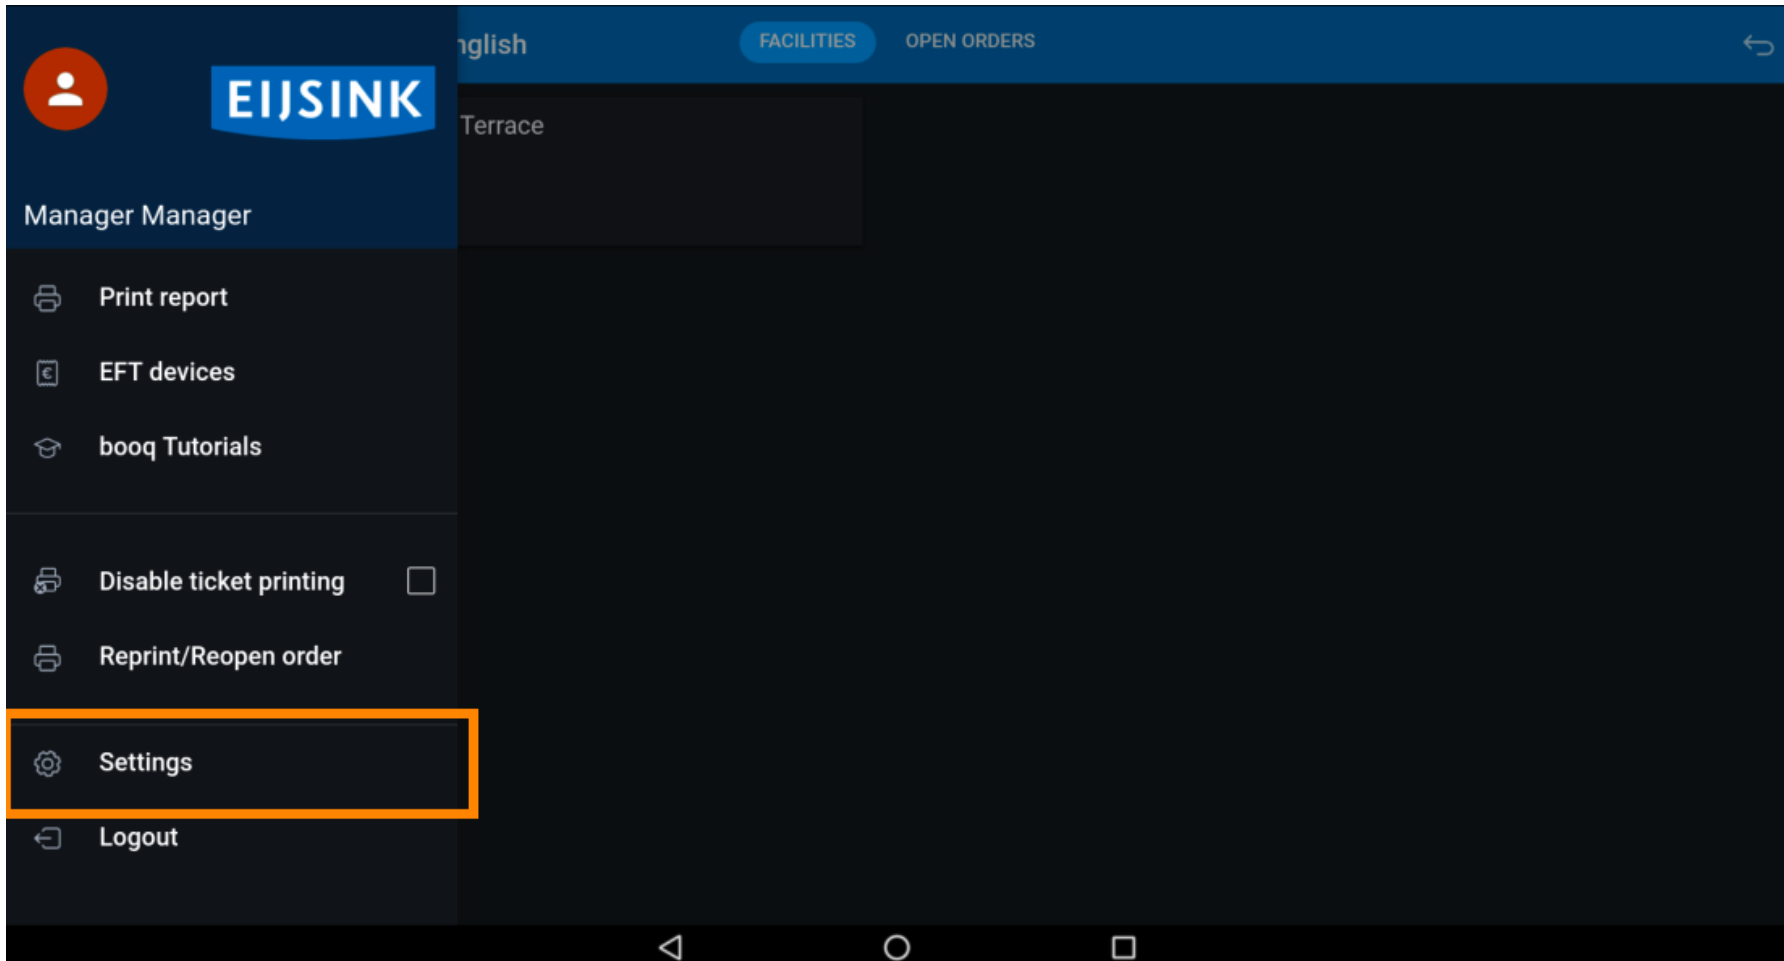 EIJSINK
Manager Manager
Print report
EFT devices
booq Tutorials
Disable ticket printing
Reprint/Reopen order
Settings
Logout
nglish
FACILITIES
OPEN ORDERS
Terrace